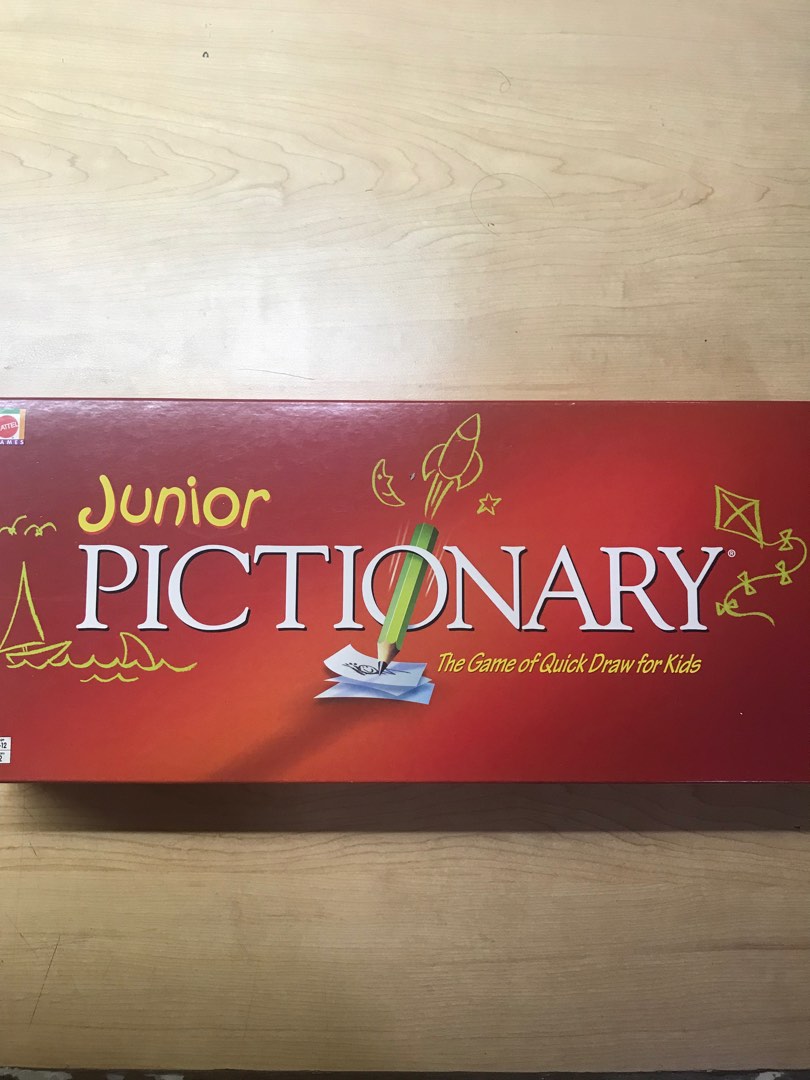 Junior
PICTIONARY®
The Game of Quick Draw for Kids